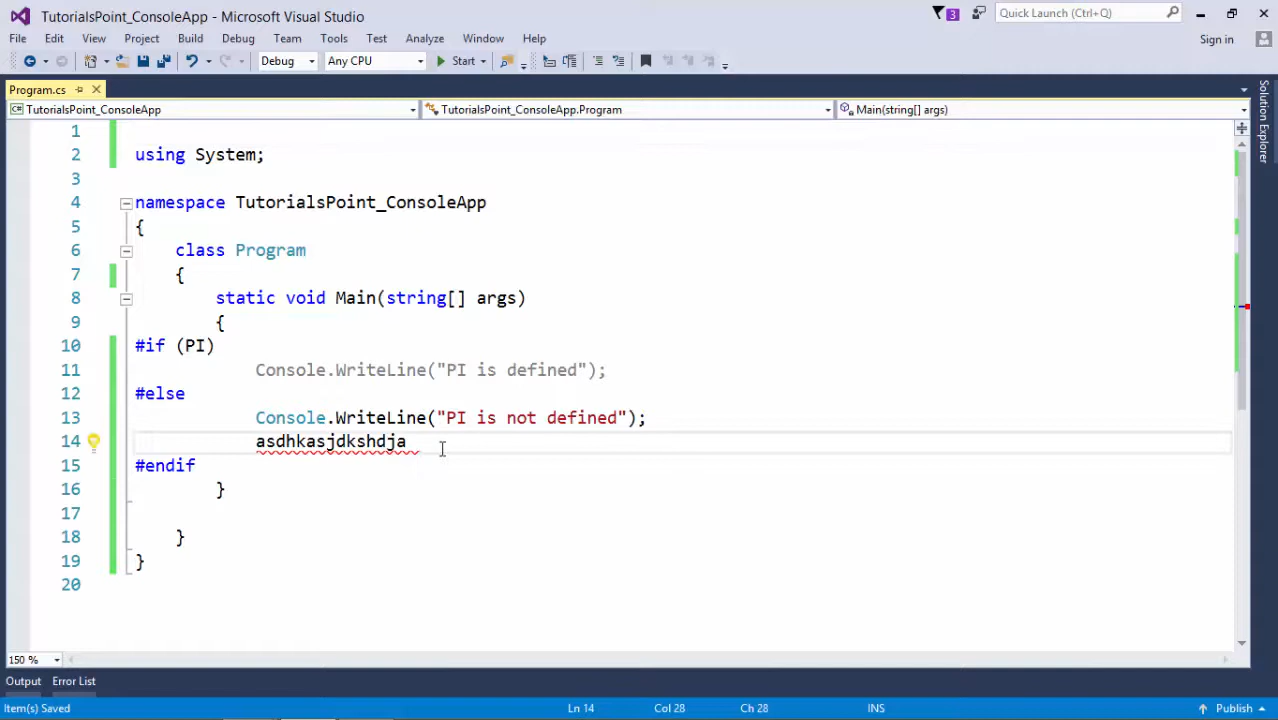 TutorialsPoint_ConsoleApp - Microsoft Visual Studio
3
Quick Launch (Ctrl+Q)
File Edit View Project Build Debug Team Tools Test Analyze Window Help
Sign in
Debug Any CPU Start
Program.cs
TutorialsPoint_ConsoleApp TutorialsPoint_ConsoleApp.Program Main(string[] args)
Solution Explorer
1
2 using System;
3
4 namespace TutorialsPoint_ConsoleApp
5 {
6 class Program
7 {
8 static void Main(string[] args)
9 {
10 #if (PI)
11 Console.WriteLine("PI is defined");
12 #else
13 Console.WriteLine("PI is not defined");
14 asdhkasjdkshdja
15 #endif
16 }
17
18 }
19 }
20
150 %
Output Error List
Item(s) Saved Ln 14 Col 28 Ch 28 INS Publish